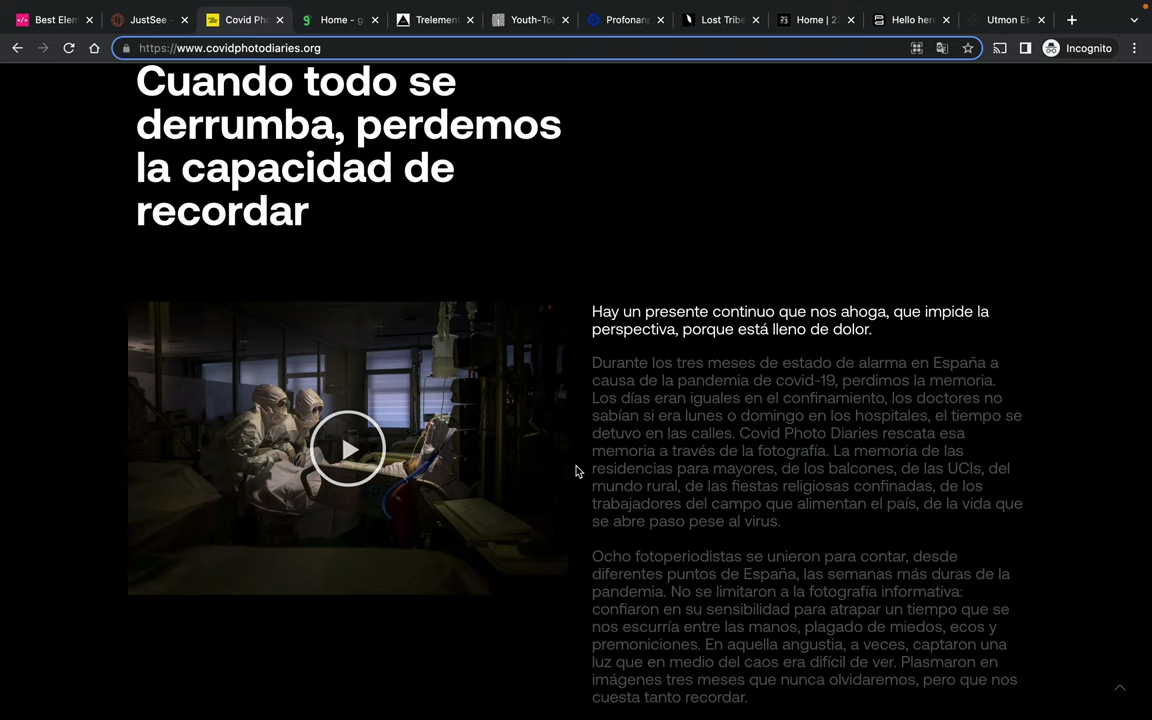 Best Elem
JustSee -
Covid Pho
Home - g
Trelement
Youth-Top
Profonanp
Lost Tribe
Home | 2
Hello here
Utmon Es
https://www.covidphotodiaries.org
Incognito
Cuando todo se
derrumba, perdemos
la capacidad de
recordar
Hay un presente continuo que nos ahoga, que impide la
perspectiva, porque está lleno de dolor.
Durante los tres meses de estado de alarma en España a
causa de la pandemia de covid-19, perdimos la memoria.
Los días eran iguales en el confinamiento, los doctores no
sabían si era lunes o domingo en los hospitales, el tiempo se
detuvo en las calles. Covid Photo Diaries rescata esa
memoria a través de la fotografía. La memoria de las
residencias para mayores, de los balcones, de las UCIs, del
mundo rural, de las fiestas religiosas confinadas, de los
trabajadores del campo que alimentan el país, de la vida que
se abre paso pese al virus.
Ocho fotoperiodistas se unieron para contar, desde
diferentes puntos de España, las semanas más duras de la
pandemia. No se limitaron a la fotografía informativa:
confiaron en su sensibilidad para atrapar un tiempo que se
nos escurría entre las manos, plagado de miedos, ecos y
premoniciones. En aquella angustia, a veces, captaron una
luz que en medio del caos era difícil de ver. Plasmaron en
imágenes tres meses que nunca olvidaremos, pero que nos
cuesta tanto recordar.